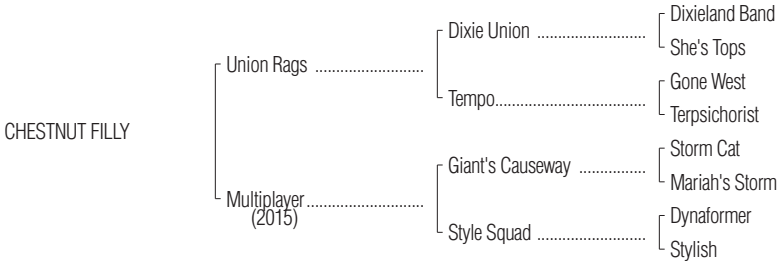 Dixieland Band
Dixie Union ..........................
She's Tops
Union Rags ..........................
Gone West
Tempo....................................
Terpsichorist
CHESTNUT FILLY
Storm Cat
Giant's Causeway ................
Mariah's Storm
Multiplayer............................
(2015)
Dynaformer
Style Squad ..........................
Stylish